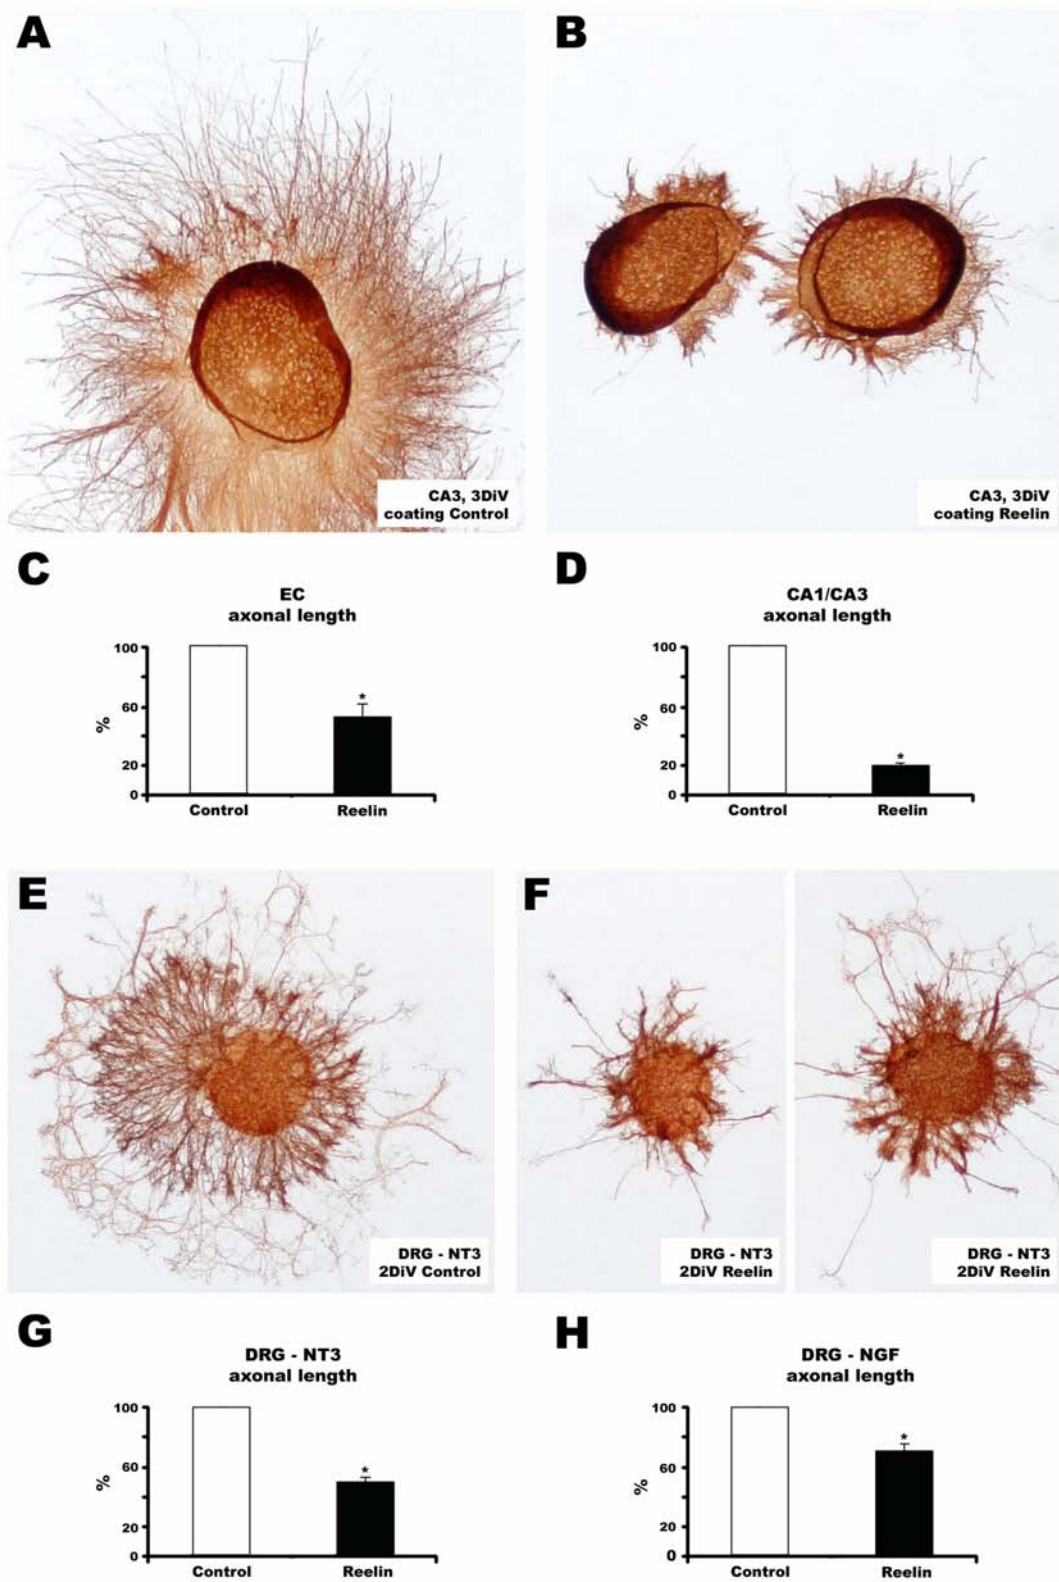 A
B
CA3, 3DiV
coating Control
CA3, 3DiV
coating Reelin
C
EC
axonal length
100
60
20
0
%
*
Control
Reelin
D
CA1/CA3
axonal length
100
60
20
0
%
*
Control
Reelin
E
DRG - NT3
2DiV Control
F
DRG - NT3
2DiV Reelin
DRG - NT3
2DiV Reelin
G
DRG - NT3
axonal length
100
60
20
0
%
*
Control
Reelin
H
DRG - NGF
axonal length
100
60
20
0
%
*
Control
Reelin